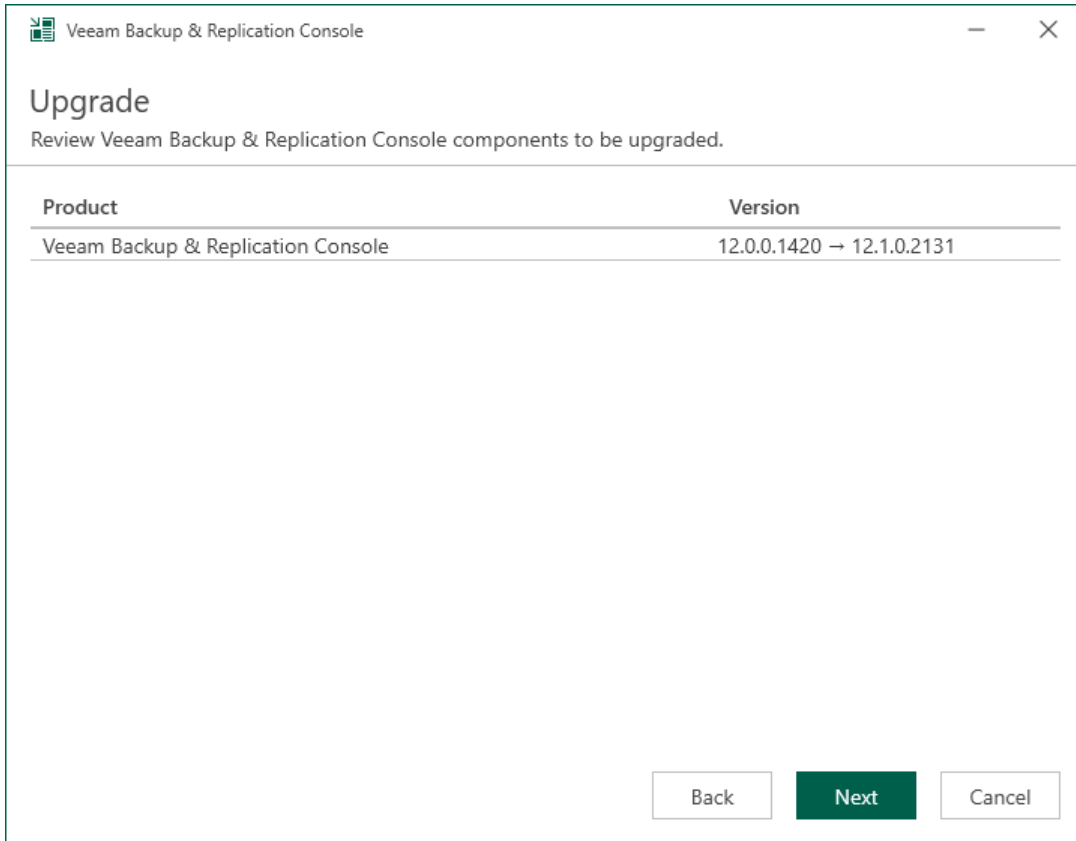 Veeam Backup & Replication Console
Upgrade
Review Veeam Backup & Replication Console components to be upgraded.
Product Version
Veeam Backup & Replication Console 12.0.0.1420 → 12.1.0.2131
Back Next Cancel